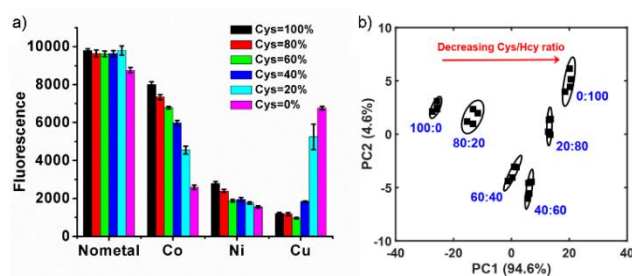 a)
10000
8000
6000
4000
2000
0
Fluorescence
Nometal
Co
Ni
Cu
Cys=100%
Cys=80%
Cys=60%
Cys=40%
Cys=20%
Cys=0%
b)
Decreasing Cys/Hcy ratio
10
5
0
-5
-10
PC2 (4.6%)
100:0
80:20
60:40
40:60
20:80
0:100
-40
-20
0
20
40
PC1 (94.6%)